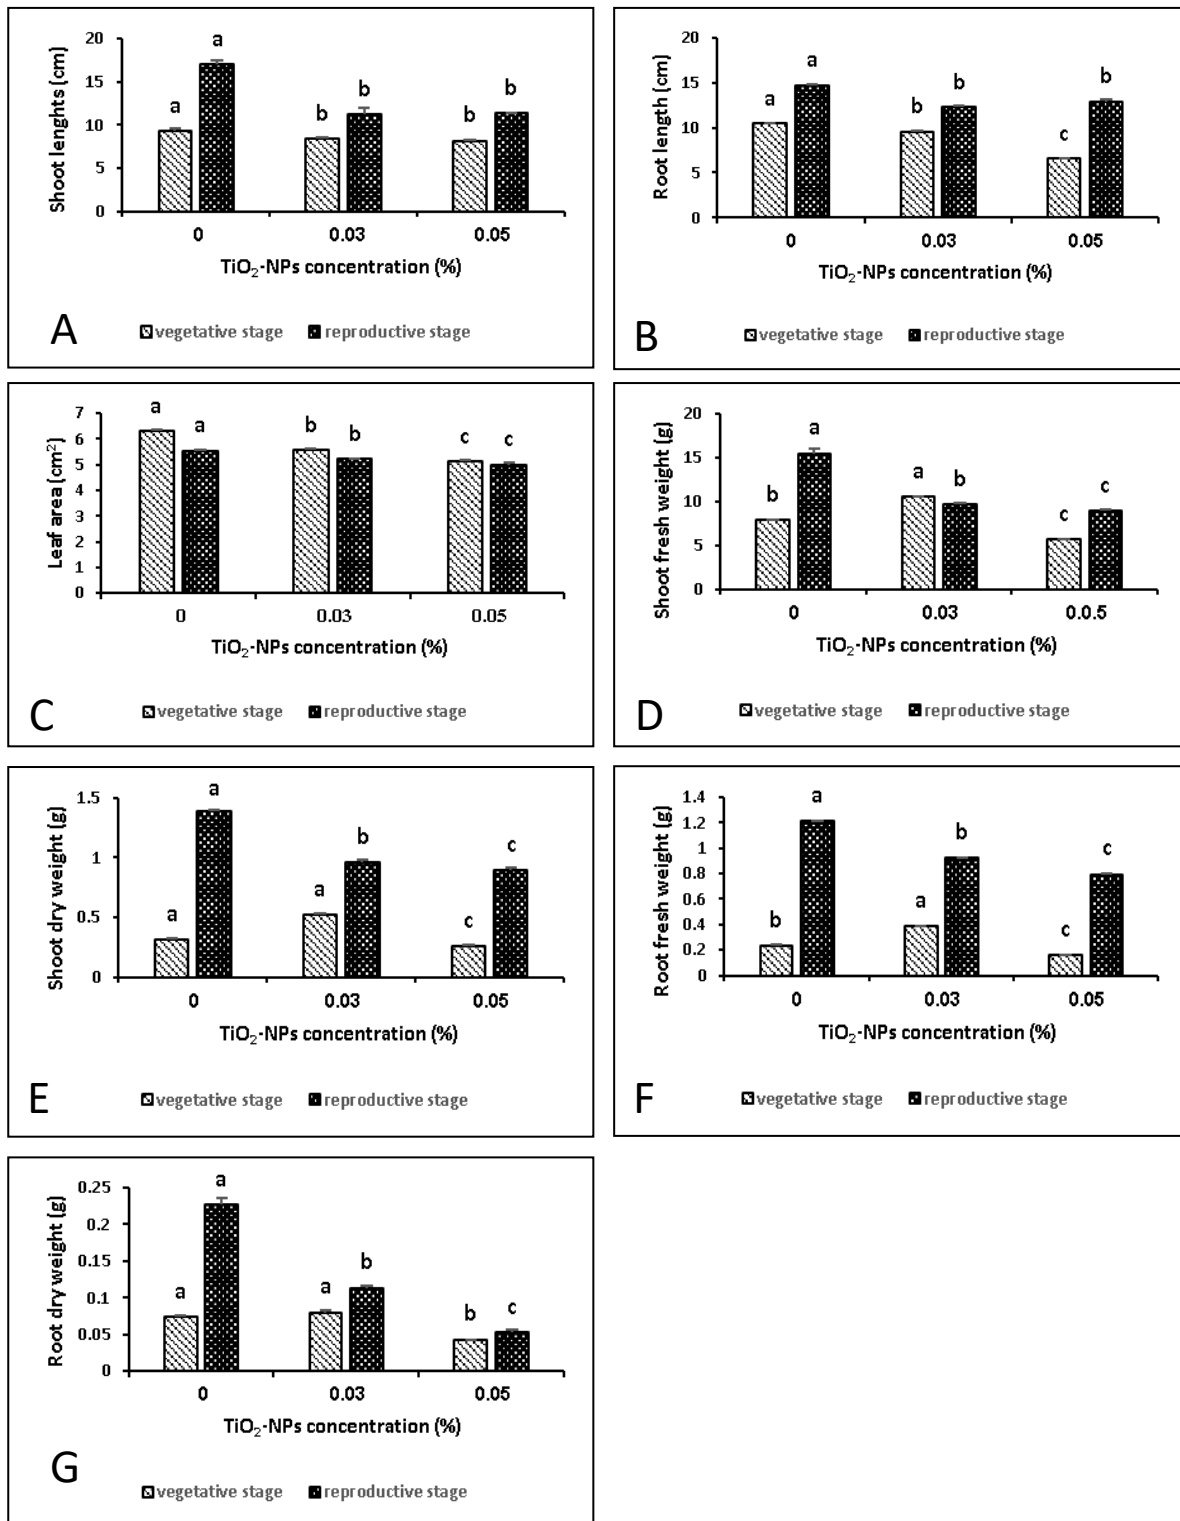 Shoot lenghts (cm)
20
15
10
5
0
a
a
b
b
b
b
0
0.03
0.05
TiO2-NPs concentration (%)
A
vegetative stage
reproductive stage
Root length (cm)
20
15
10
5
0
a
a
b
b
c
b
0
0.03
0.05
TiO2-NPs concentration (%)
B
vegetative stage
reproductive stage
Leaf area (cm2)
7
6
5
4
3
2
1
0
a
a
b
b
c
c
0
0.03
0.05
TiO2-NPs concentration (%)
C
vegetative stage
reproductive stage
Shoot fresh weight (g)
20
15
10
5
0
b
a
a
b
c
c
0
0.03
0.0.5
TiO2-NPs concentration (%)
D
vegetative stage
reproductive stage
Shoot dry weight (g)
1.5
1
0.5
0
a
a
a
b
c
c
0
0.03
0.05
TiO2-NPs concentration (%)
E
vegetative stage
reproductive stage
Root fresh weight (g)
1.4
1.2
1
0.8
0.6
0.4
0.2
0
b
a
a
b
c
c
0
0.03
0.05
TiO2-NPs concentration (%)
F
vegetative stage
reproductive stage
Root dry weight (g)
0.25
0.2
0.15
0.1
0.05
0
a
a
a
b
b
c
0
0.03
0.05
TiO2-NPs concentration (%)
G
vegetative stage
reproductive stage